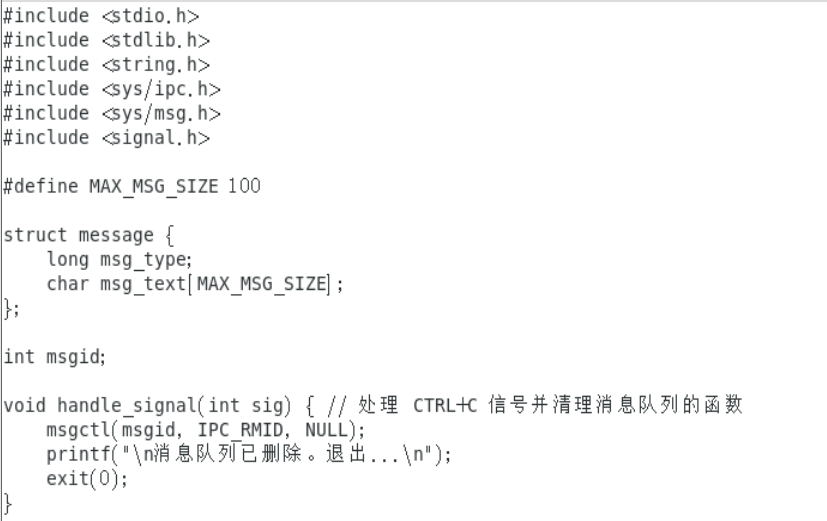 #include <stdio.h>
#include <stdlib.h>
#include <string.h>
#include <sys/ipc.h>
#include <sys/msg.h>
#include <signal.h>
#define MAX_MSG_SIZE 100
struct message {
    long msg_type;
    char msg_text[MAX_MSG_SIZE];
};
int msgid;
void handle_signal(int sig) { // 处理 CTRL+C 信号并清理消息队列的函数
    msgctl(msgid, IPC_RMID, NULL);
    printf("\n消息队列已删除。退出...\n");
    exit(0);
}